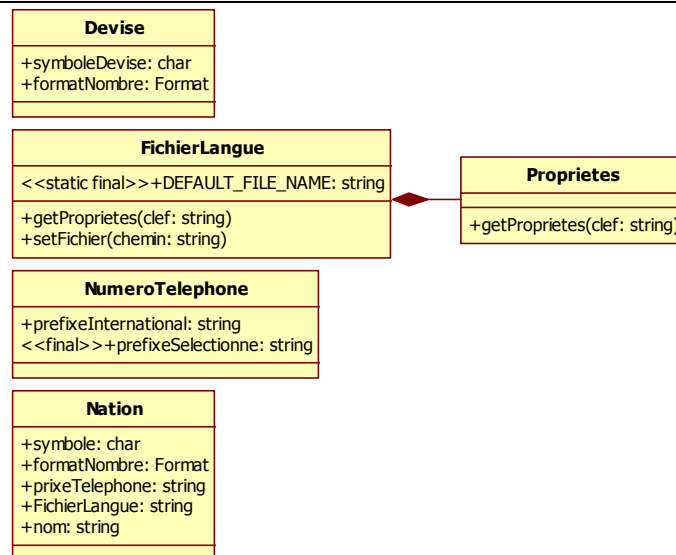 Devise
+symboleDevise: char
+formatNombre: Format
FichierLangue
<<static final>>+DEFAULT_FILE_NAME: string
+getProprietes(clef: string)
+setFichier(chemin: string)
Proprietes
+getProprietes(clef: string)
NumeroTelephone
+prefixeInternational: string
<<final>>+prefixeSelectionne: string
Nation
+symbole: char
+formatNombre: Format
+prixeTelephone: string
+FichierLangue: string
+nom: string